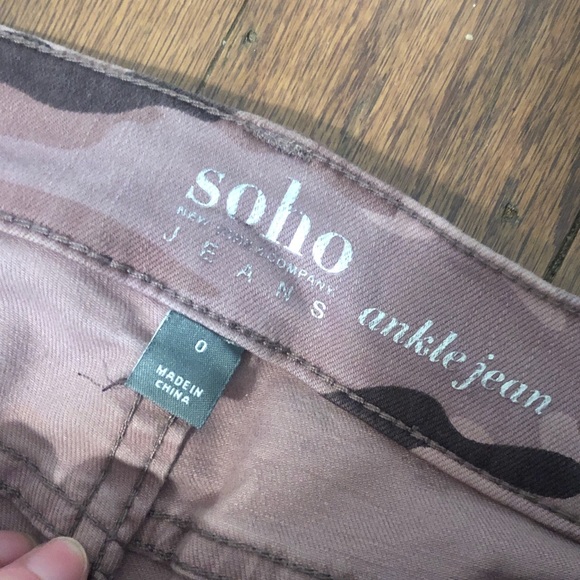 soho
NEW YORK & COMPANY
JEANS
ankle jean
0
MADE IN
CHINA